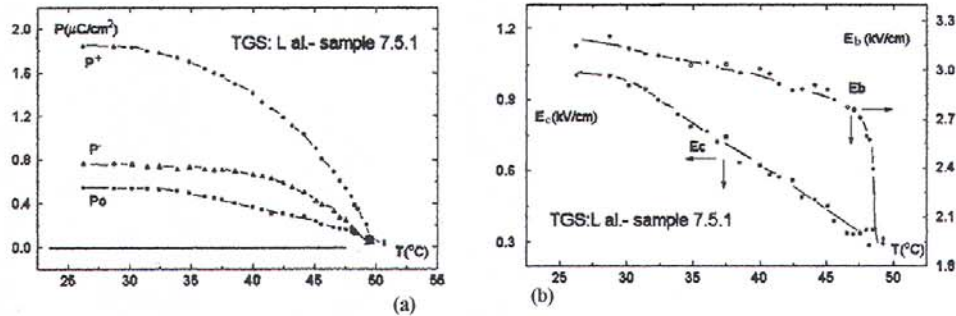 P(μC/cm²)
2.0
1.6
1.2
0.8
0.4
0.0
TGS: L al.- sample 7.5.1
P⁺
P⁻
Po
T(°C)
25 30 35 40 45 50 56
(a)
(b)
1.2
0.9
0.6
0.3
E꜀(kV/cm)
E_b(kV/cm)
3.3
3.0
2.7
2.4
2.1
1.8
Eb
Ec
TGS:L al.- sample 7.5.1
T(°C)
25 30 35 40 45 50